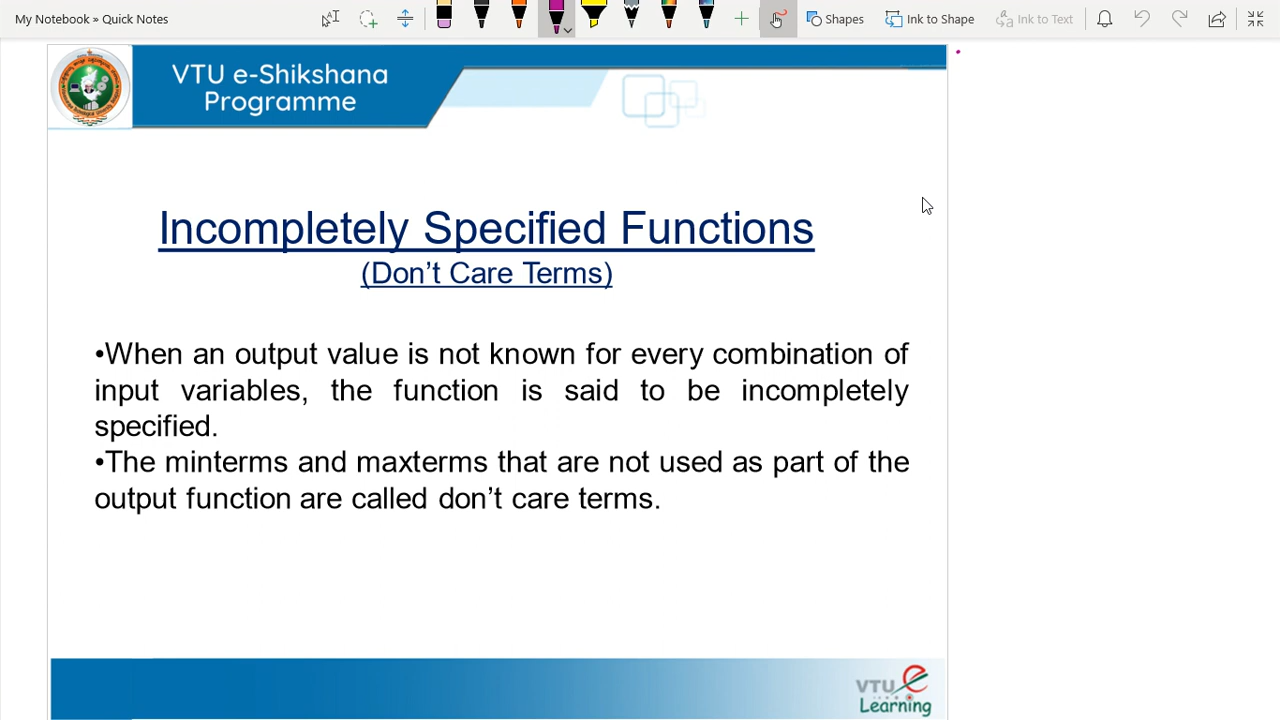 My Notebook » Quick Notes
Shapes
Ink to Shape
Ink to Text
VTU e-Shikshana
Programme
Incompletely Specified Functions
(Don’t Care Terms)
•When an output value is not known for every combination of
input variables, the function is said to be incompletely
specified.
•The minterms and maxterms that are not used as part of the
output function are called don’t care terms.
VTU e
Learning